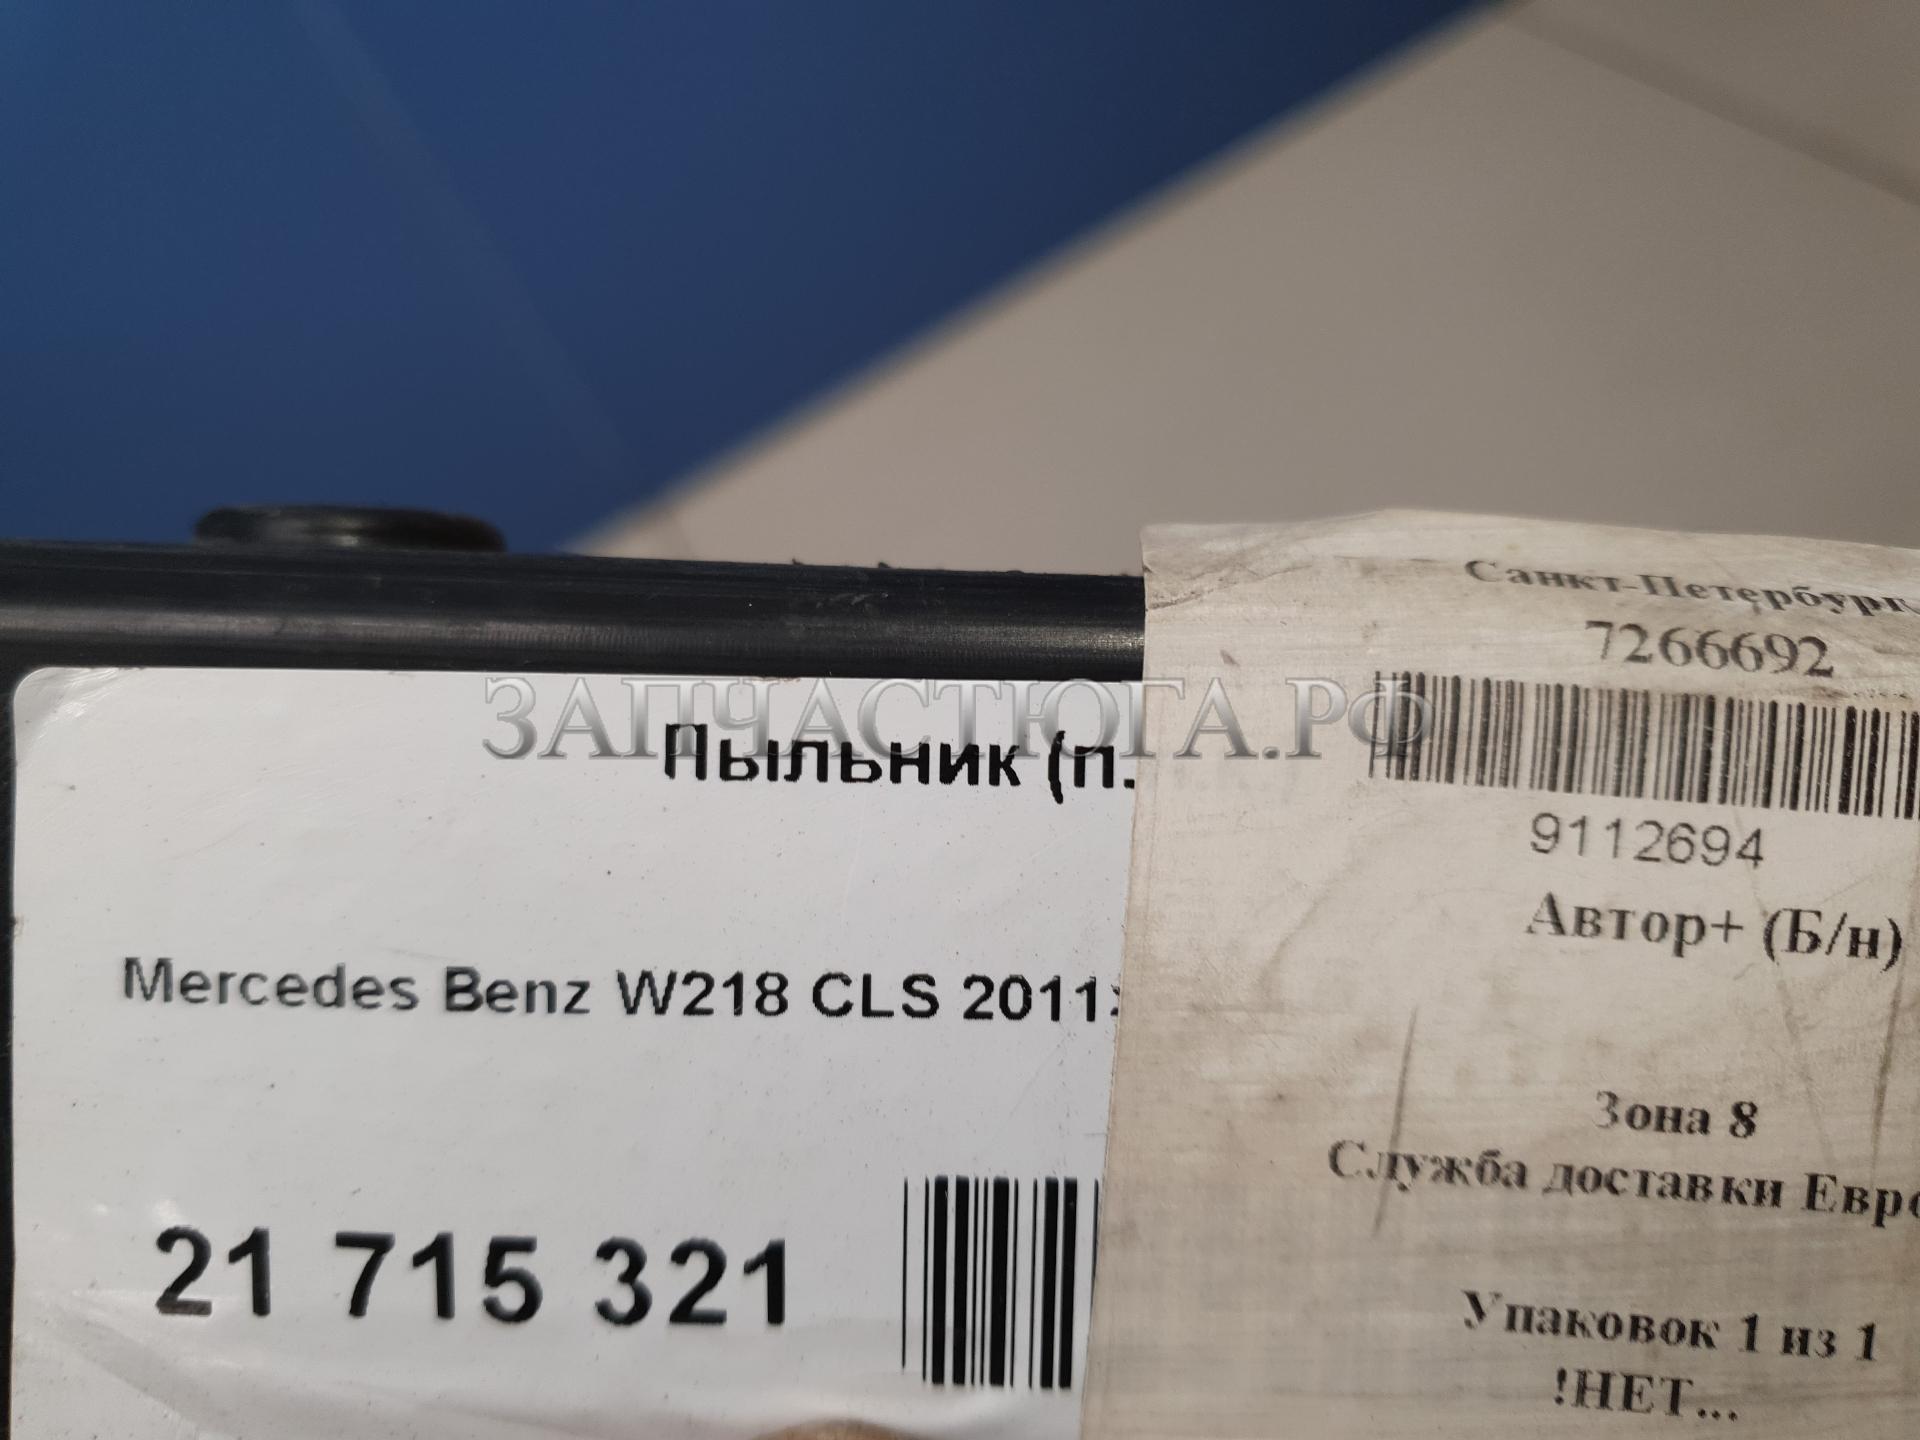 ЗАПЧАСТЮГА.РФ
Пыльник (п.
Mercedes Benz W218 CLS 2011>
21 715 321
Санкт-Петербург
7266692
9112694
Автор+ (Б/н)
Зона 8
Служба доставки Евро
Упаковок 1 из 1
!НЕТ...